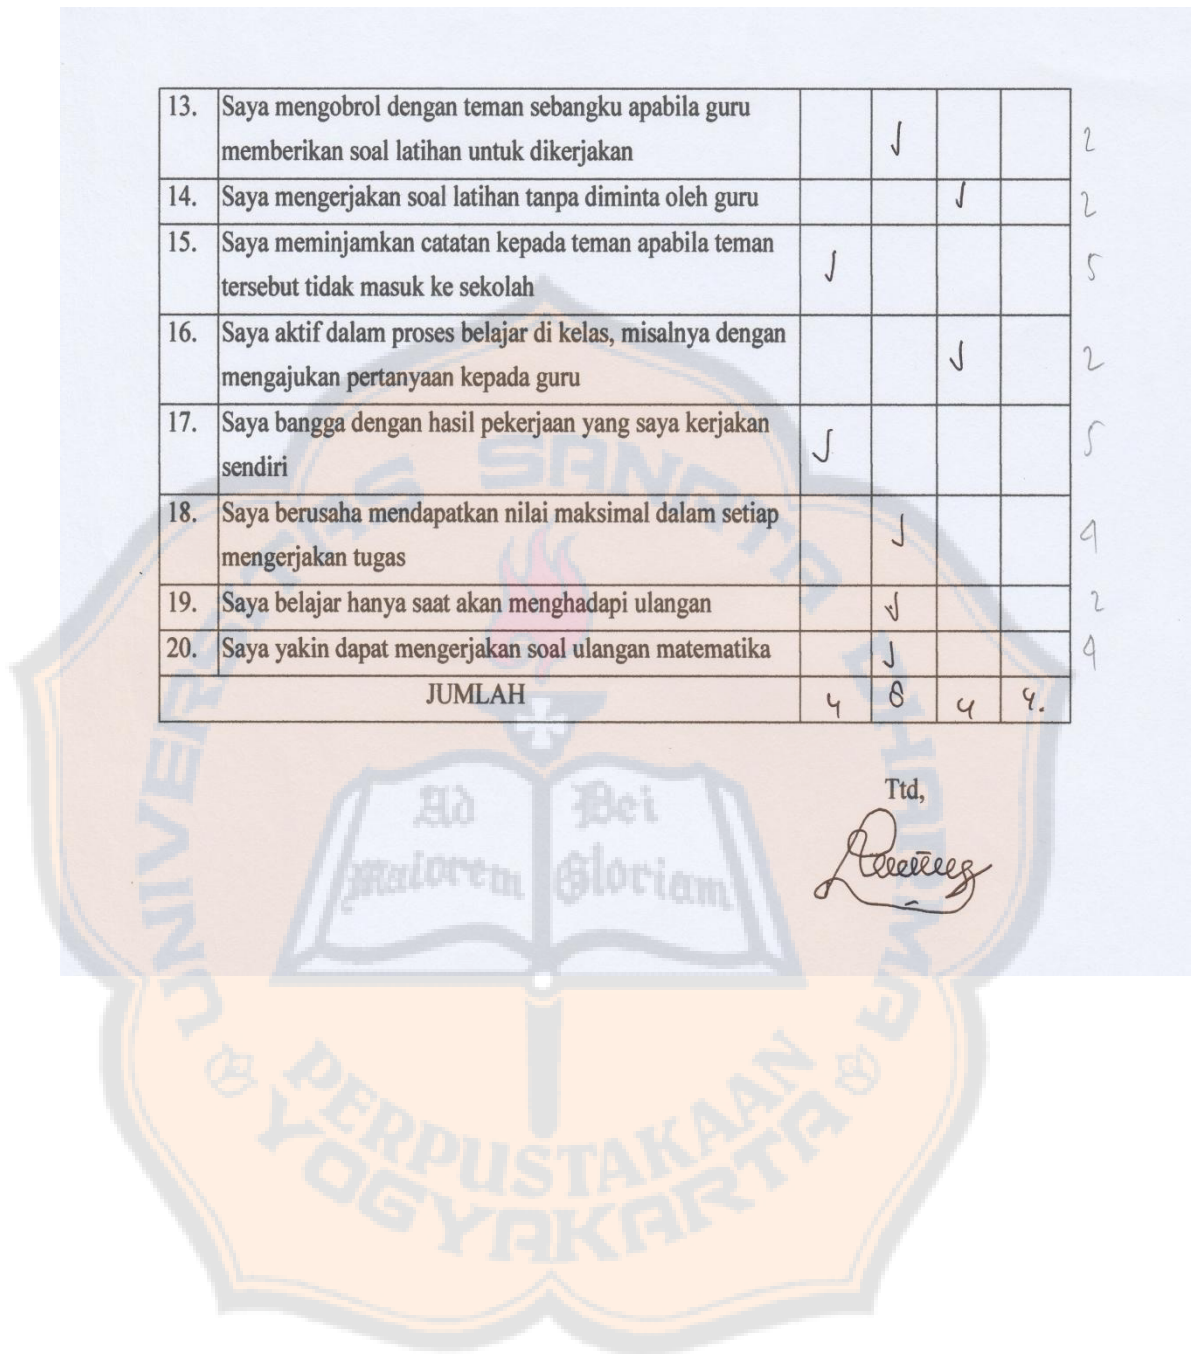 13. Saya mengobrol dengan teman sebangku apabila guru
memberikan soal latihan untuk dikerjakan √ 2
14. Saya mengerjakan soal latihan tanpa diminta oleh guru √ 2
15. Saya meminjamkan catatan kepada teman apabila teman
tersebut tidak masuk ke sekolah √ 5
16. Saya aktif dalam proses belajar di kelas, misalnya dengan
mengajukan pertanyaan kepada guru √ 2
17. Saya bangga dengan hasil pekerjaan yang saya kerjakan
sendiri √ 5
18. Saya berusaha mendapatkan nilai maksimal dalam setiap
mengerjakan tugas √ 4
19. Saya belajar hanya saat akan menghadapi ulangan √ 2
20. Saya yakin dapat mengerjakan soal ulangan matematika √ 4
JUMLAH 4 8 4 4.
Ttd,
UNIVERSITAS SANATA DHARMA
Ad Maiorem
Dei Gloriam
PERPUSTAKAAN
YOGYAKARTA